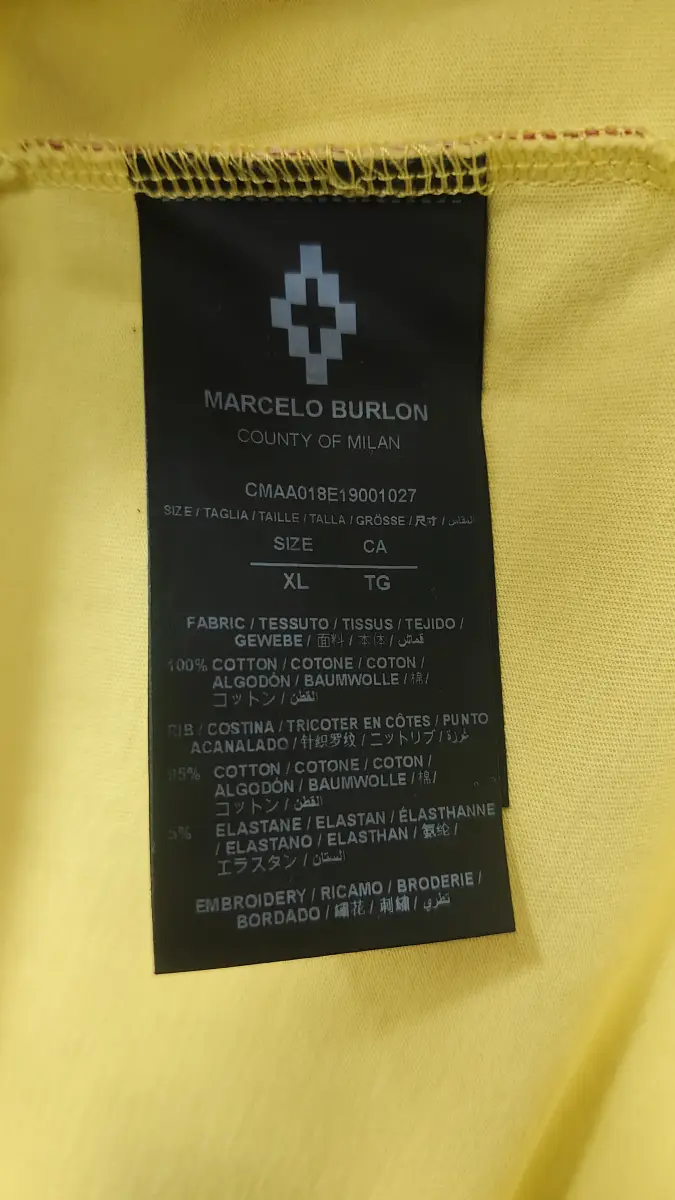 MARCELO BURLON
COUNTY OF MILAN
CMAA018E19001027
SIZE / TAGLIA / TAILLE / TALLA / GRÖSSE / 尺寸 / المقاس
SIZE CA
XL TG
FABRIC / TESSUTO / TISSUS / TEJIDO /
GEWEBE / 面料 / 本体 / قماش
100% COTTON / COTONE / COTON /
ALGODÓN / BAUMWOLLE / 棉 /
コットン / القطن
RIB / COSTINA / TRICOTER EN CÔTES / PUNTO
ACANALADO / 针织罗纹 / ニットリブ / غرزة
95% COTTON / COTONE / COTON /
ALGODÓN / BAUMWOLLE / 棉 /
コットン / القطن
5% ELASTANE / ELASTAN / ÉLASTHANNE
/ ELASTANO / ELASTHAN / 氨纶 /
エラスタン /
EMBROIDERY / RICAMO / BRODERIE /
BORDADO / 繡花 / 刺繍 /